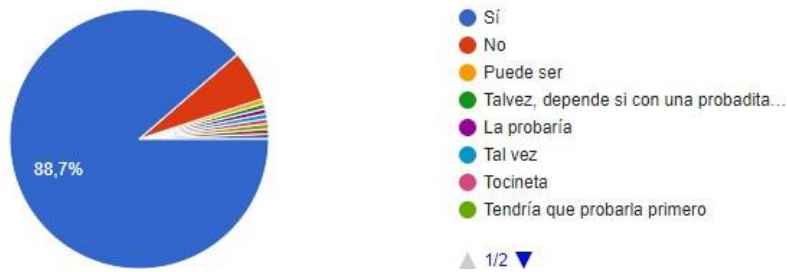 88,7%
Sí
No
Puede ser
Talvez, depende si con una probadita…
La probaría
Tal vez
Tocineta
Tendría que probarla primero
1/2